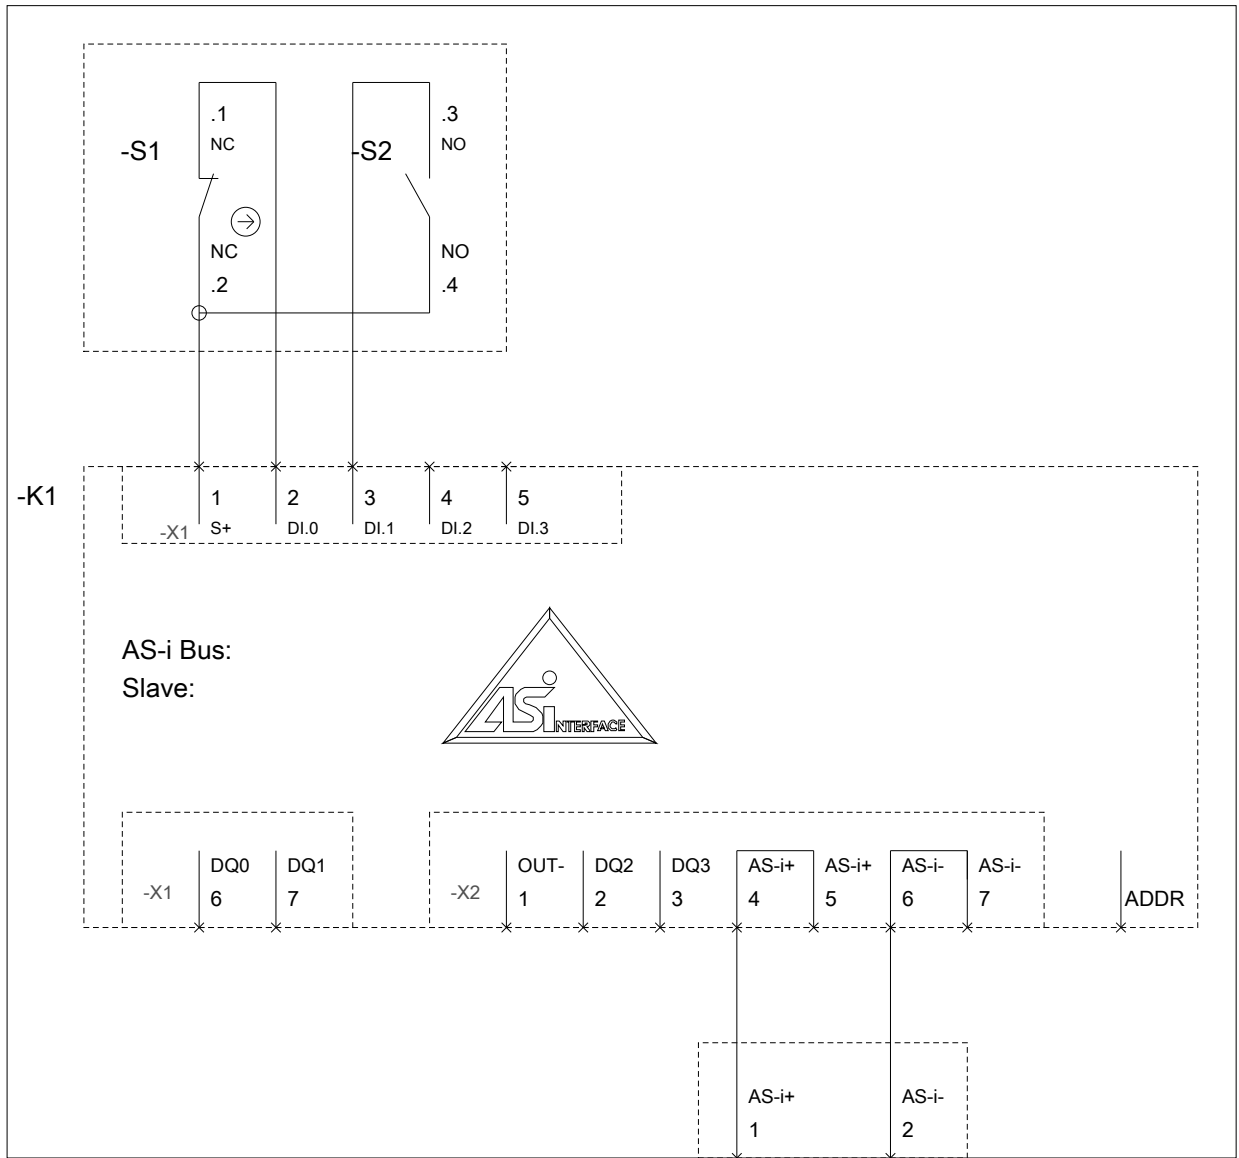 .1
.3
-S1
NC
-S2
NO
NC
NO
.2
.4
-K1
1
2
3
4
5
-X1
S+
DI.0
DI.1
DI.2
DI.3
AS-i Bus:
Slave:
ASi INTERFACE
DQ0
DQ1
OUT-
DQ2
DQ3
AS-i+
AS-i+
AS-i-
AS-i-
-X1
6
7
-X2
1
2
3
4
5
6
7
ADDR
AS-i+
AS-i-
1
2